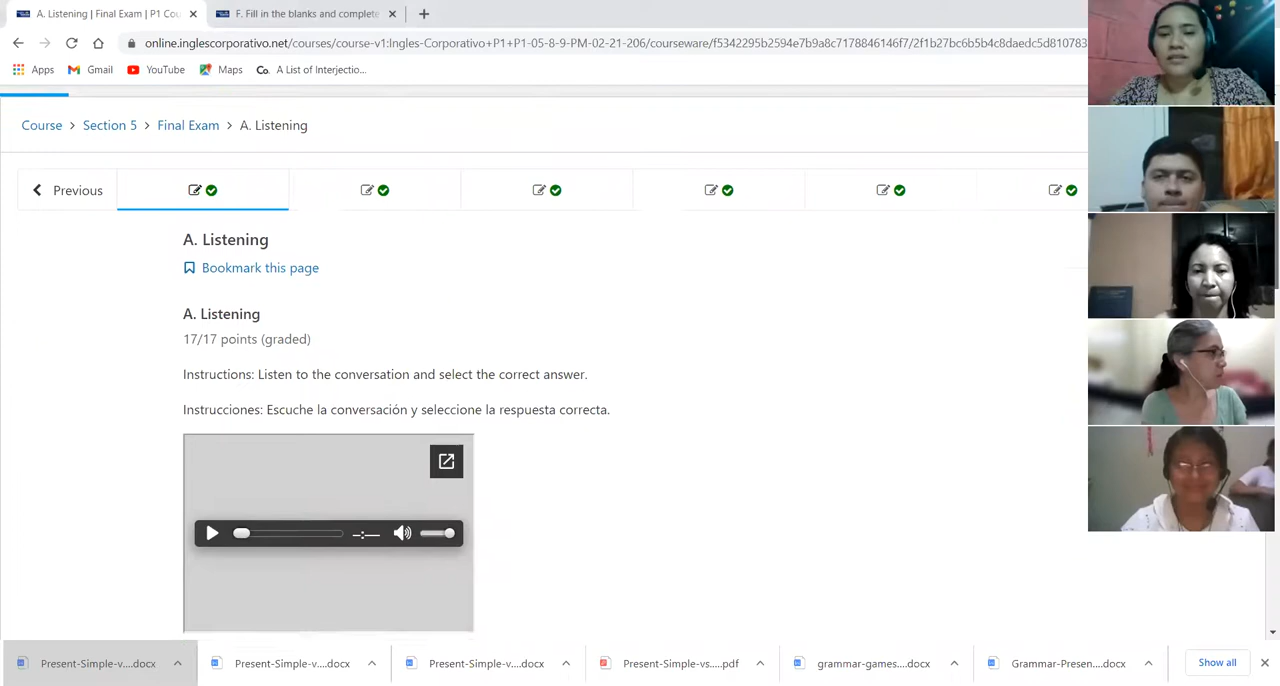 A. Listening | Final Exam | P1 Cou
F. Fill in the blanks and complete
online.inglescorporativo.net/courses/course-v1:Ingles-Corporativo+P1+P1-05-8-9-PM-02-21-206/courseware/f5342295b2594e7b9a8c7178846146f7/2f1b27bc6b5b4c8daedc5d810783
Apps
Gmail
YouTube
Maps
Co. A List of Interjectio...
Course > Section 5 > Final Exam > A. Listening
Previous
A. Listening
Bookmark this page
A. Listening
17/17 points (graded)
Instructions: Listen to the conversation and select the correct answer.
Instrucciones: Escuche la conversación y seleccione la respuesta correcta.
-:--
Present-Simple-v....docx
Present-Simple-v....docx
Present-Simple-v....docx
Present-Simple-vs.....pdf
grammar-games....docx
Grammar-Presen....docx
Show all